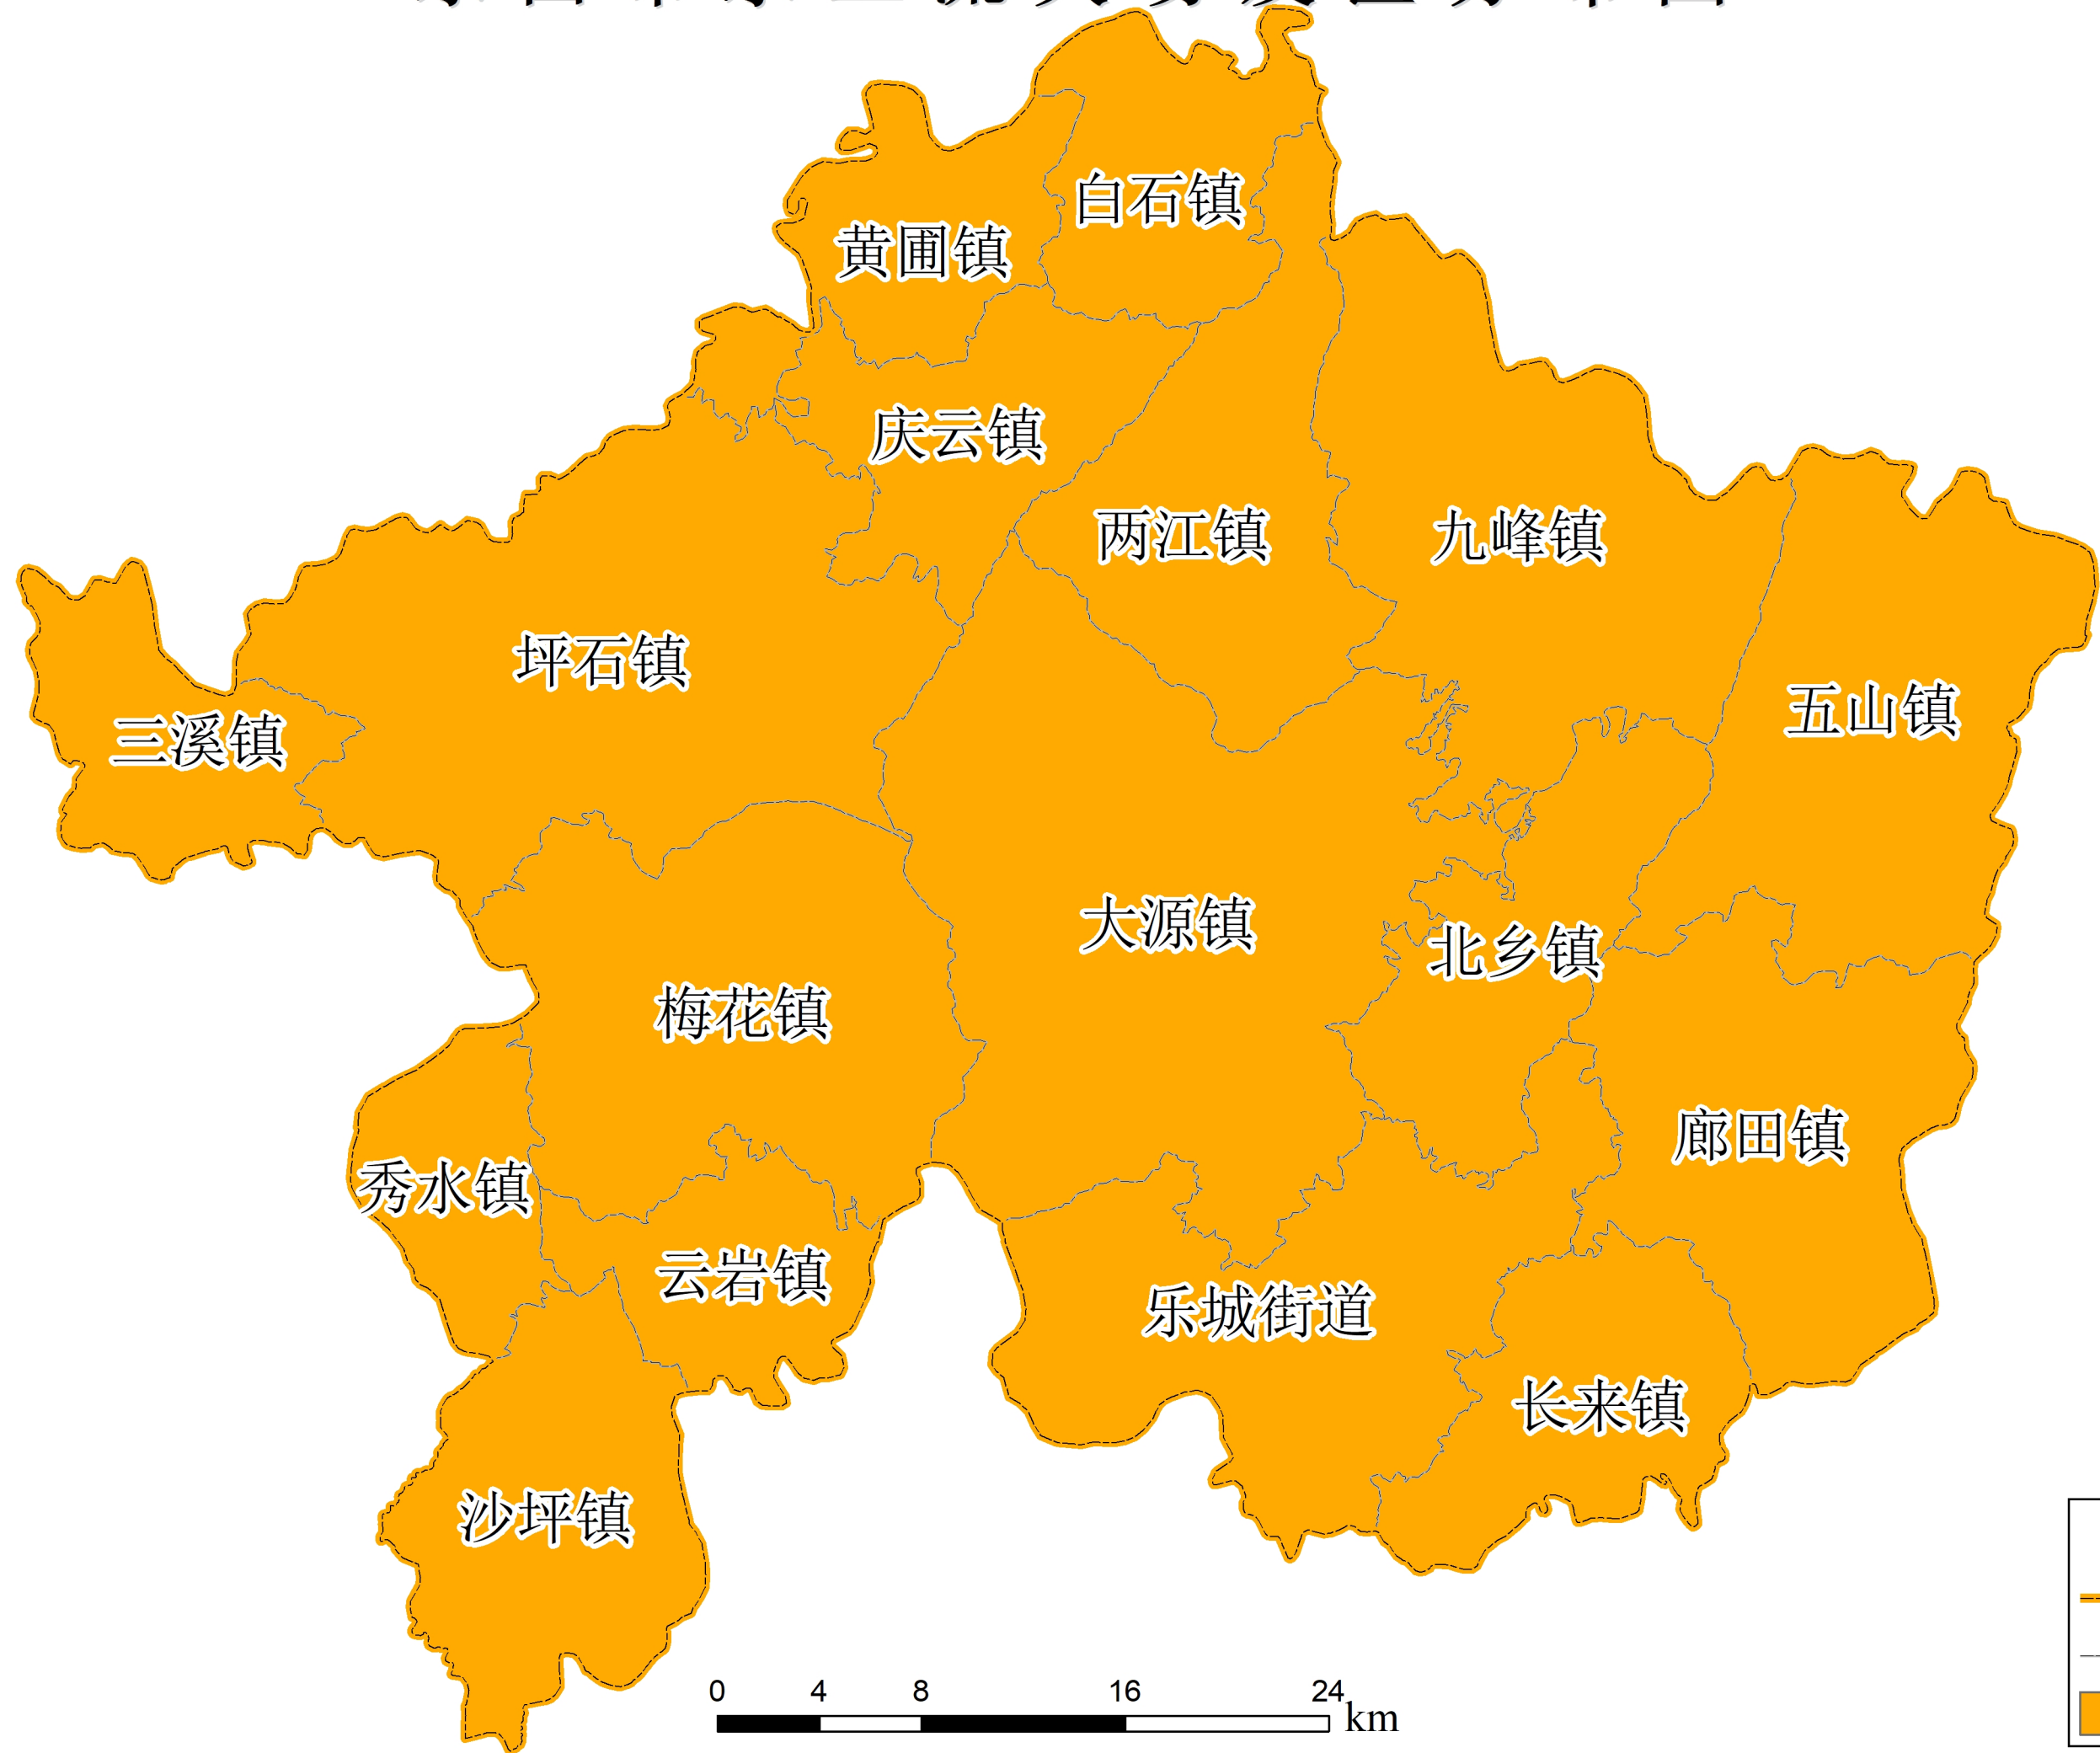 白石镇
黄圃镇
庆云镇
两江镇
九峰镇
坪石镇
五山镇
三溪镇
大源镇
北乡镇
梅花镇
廊田镇
秀水镇
云岩镇
乐城街道
长来镇
沙坪镇
0 4 8 16 24
km